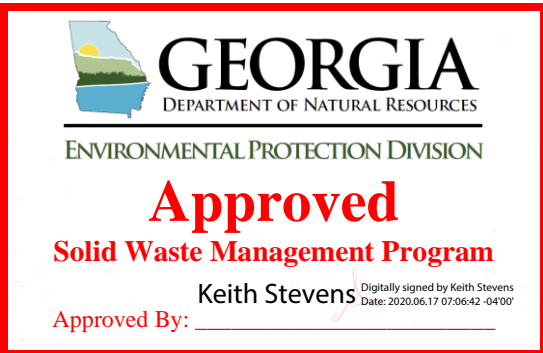 GEORGIA
DEPARTMENT OF NATURAL RESOURCES
ENVIRONMENTAL PROTECTION DIVISION
Approved
Solid Waste Management Program
Keith Stevens
Digitally signed by Keith Stevens
Date: 2020.06.17 07:06:42 -04'00'
Approved By: __________________________